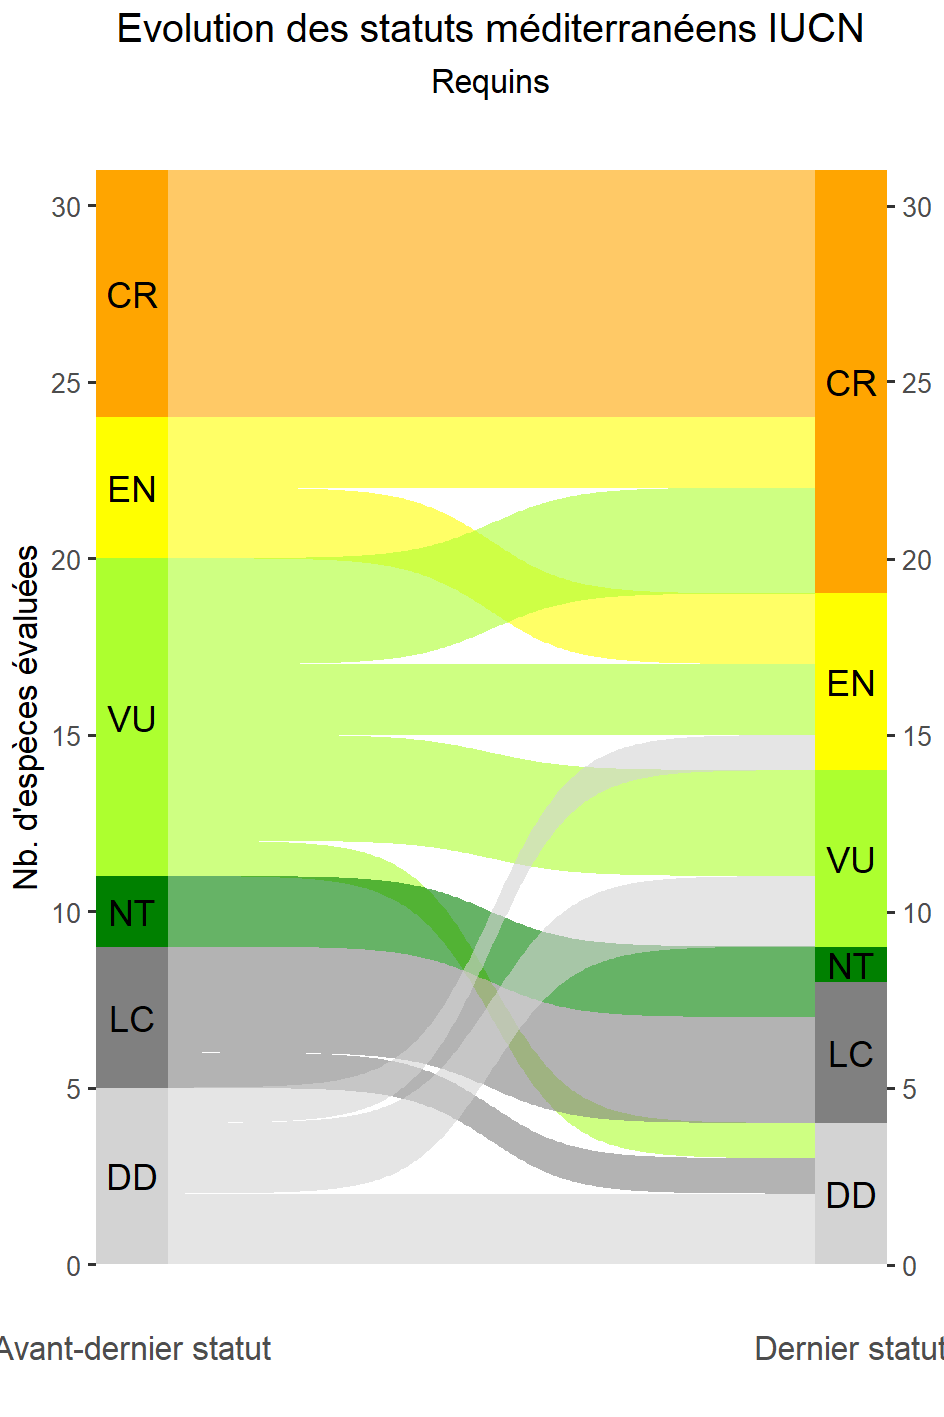 Evolution des statuts méditerranéens IUCN
Requins
Nb. d'espèces évaluées
30
25
20
15
10
5
0
CR
EN
VU
NT
LC
DD
CR
EN
VU
NT
LC
DD
30
25
20
15
10
5
0
Avant-dernier statut
Dernier statut